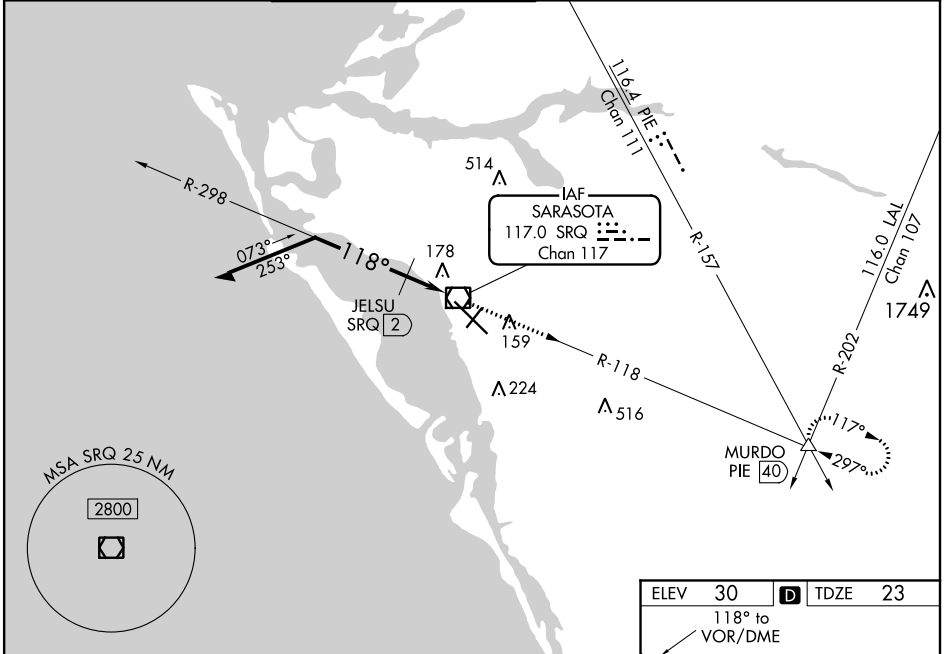 116.4 PIE
Chan 111
514
IAF
SARASOTA
117.0 SRQ
Chan 117
R-298
073°
253°
118°
178
JELSU
SRQ 2
159
R-157
116.0 LAL
Chan 107
1749
R-202
R-118
224
516
MURDO
PIE 40
117°
297°
MSA SRQ 25 NM
2800
ELEV 30 D TDZE 23
118° to
VOR/DME